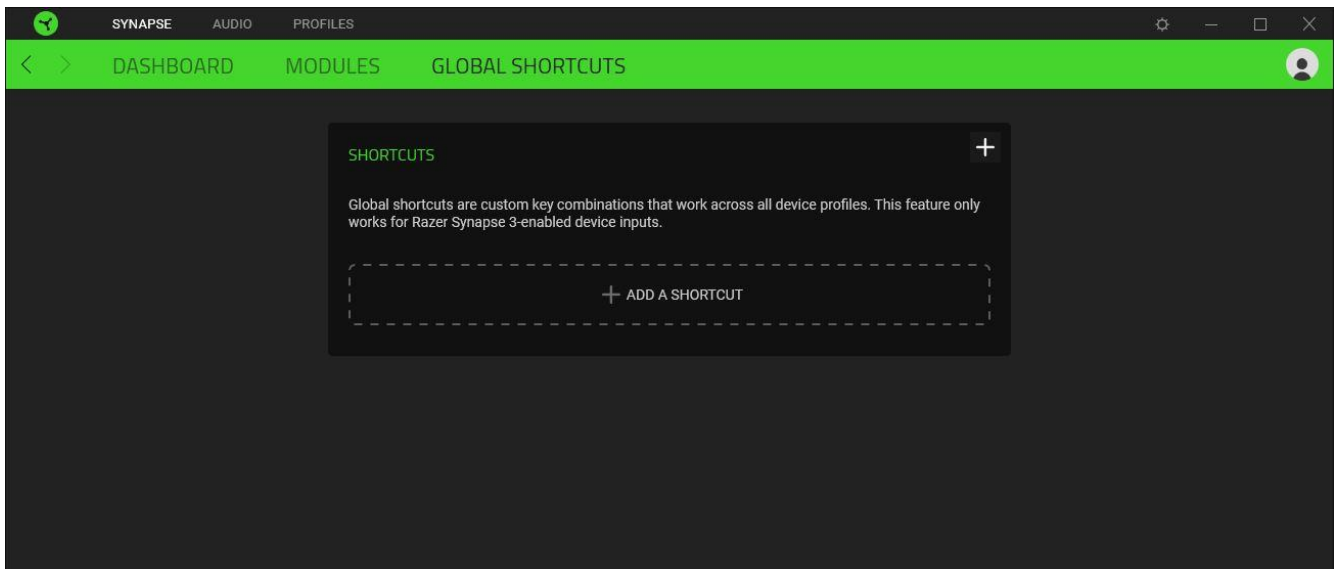 SYNAPSE AUDIO PROFILES
DASHBOARD MODULES GLOBAL SHORTCUTS
SHORTCUTS
Global shortcuts are custom key combinations that work across all device profiles. This feature only
works for Razer Synapse 3-enabled device inputs.
ADD A SHORTCUT